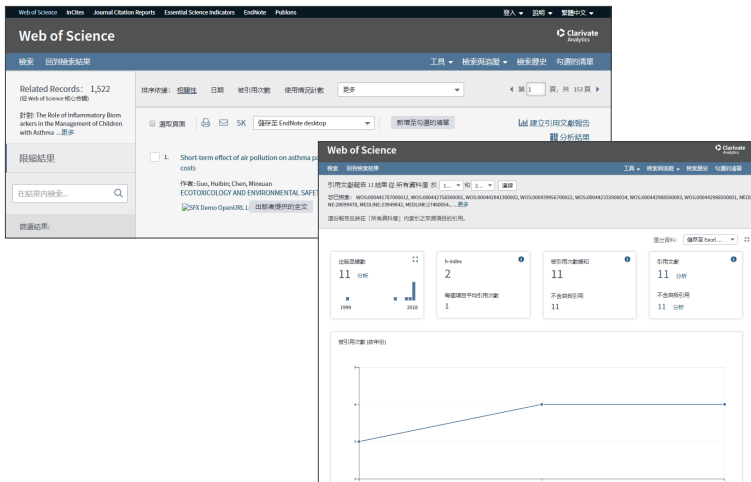 Web of Science InCites Journal Citation Reports Essential Science Indicators EndNote Publons 登入 說明 繁體中文
Web of Science
Clarivate
Analytics
檢索 回到檢索結果 工具 檢索與追蹤 檢索歷史 勾選的清單
Related Records: 1,522
(從 Web of Science 核心合輯)
計對: The Role of Inflammatory Biom
arkers in the Management of Children
with Asthma ...更多
限縮結果
在結果內檢索...
篩選結果:
排序依據: 相關性 日期 被引用次數 使用情況計數 更多
第 1 頁, 共 153 頁
選取頁面 5K 儲存至 EndNote desktop 新增至勾選的清單
建立引用文獻報告
分析結果
1. Short-term effect of air pollution on asthma pa
costs
作者: Guo, Huibin; Chen, Minxuan
ECOTOXICOLOGY AND ENVIRONMENTAL SAFET
SFX Demo OpenURL L 出版者提供的全文
Web of Science
Clarivate
Analytics
檢索 回到檢索結果 工具 檢索與追蹤 檢索歷史 勾選的清單
引用文獻報告 11 結果 從 所有資料庫 於 1... 和 2... 選擇
您已檢索:
這份報告反映在「所有資料庫」內索引之來源項目的引用。
匯出資料: 儲存至 Excel ...
出版品總數
11 分析
1999 2018
h-index
2
每個項目平均引用次數
1
被引用次數總和
11
不含自我引用
11
引用文獻
11 分析
不含自我引用
11 分析
被引用次數 (依年份)